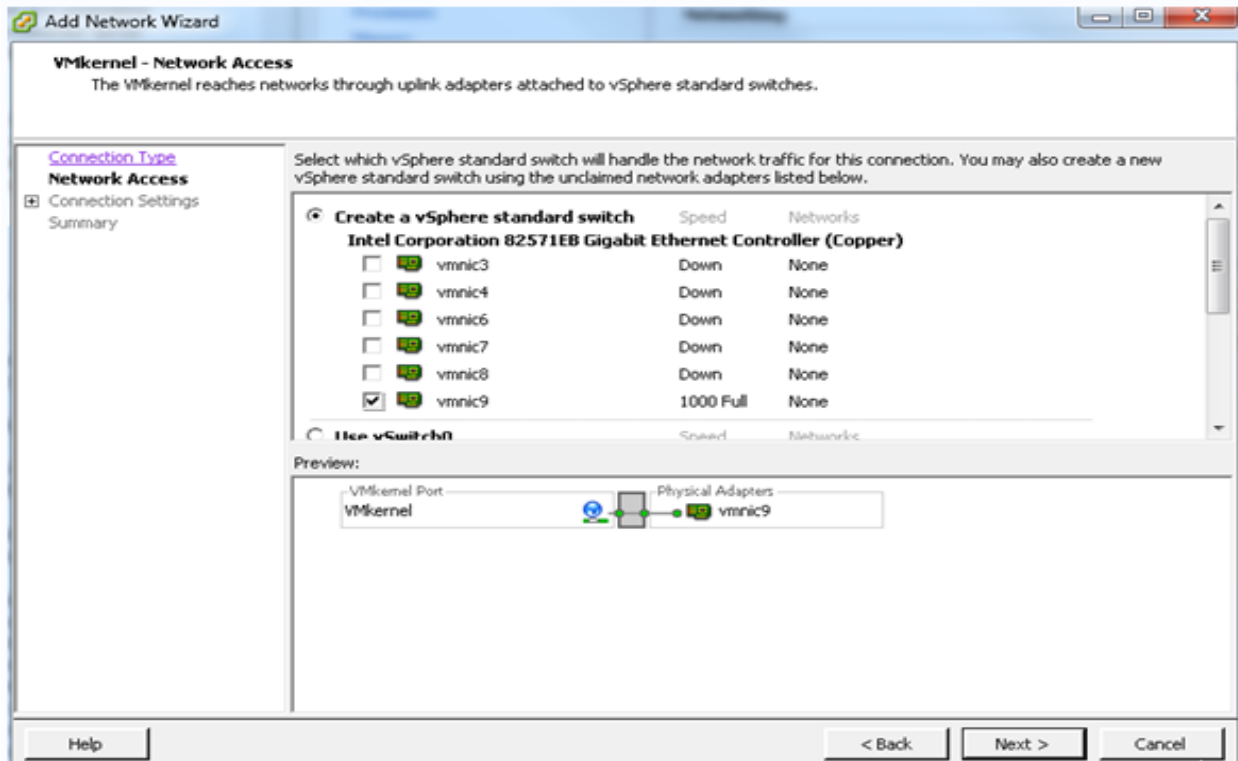 Add Network Wizard
VMkernel - Network Access
The VMkernel reaches networks through uplink adapters attached to vSphere standard switches.
Connection Type
Network Access
Connection Settings
Summary
Select which vSphere standard switch will handle the network traffic for this connection. You may also create a new
vSphere standard switch using the unclaimed network adapters listed below.
Create a vSphere standard switch Speed Networks
Intel Corporation 82571EB Gigabit Ethernet Controller (Copper)
vmnic3 Down None
vmnic4 Down None
vmnic6 Down None
vmnic7 Down None
vmnic8 Down None
vmnic9 1000 Full None
Use vSwitch0 Speed Networks
Preview:
VMkernel Port Physical Adapters
VMkernel vmnic9
Help < Back Next > Cancel